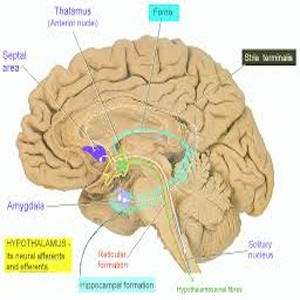 Thalamus
(Anterior nuclei)
Fornix
Septal
area
Stria terminalis
Amygdala
HYPOTHALAMUS -
its neural afferents
and efferents
Reticular
formation
Hippocampal formation
Solitary
nucleus
Hypothalamospinal fibres